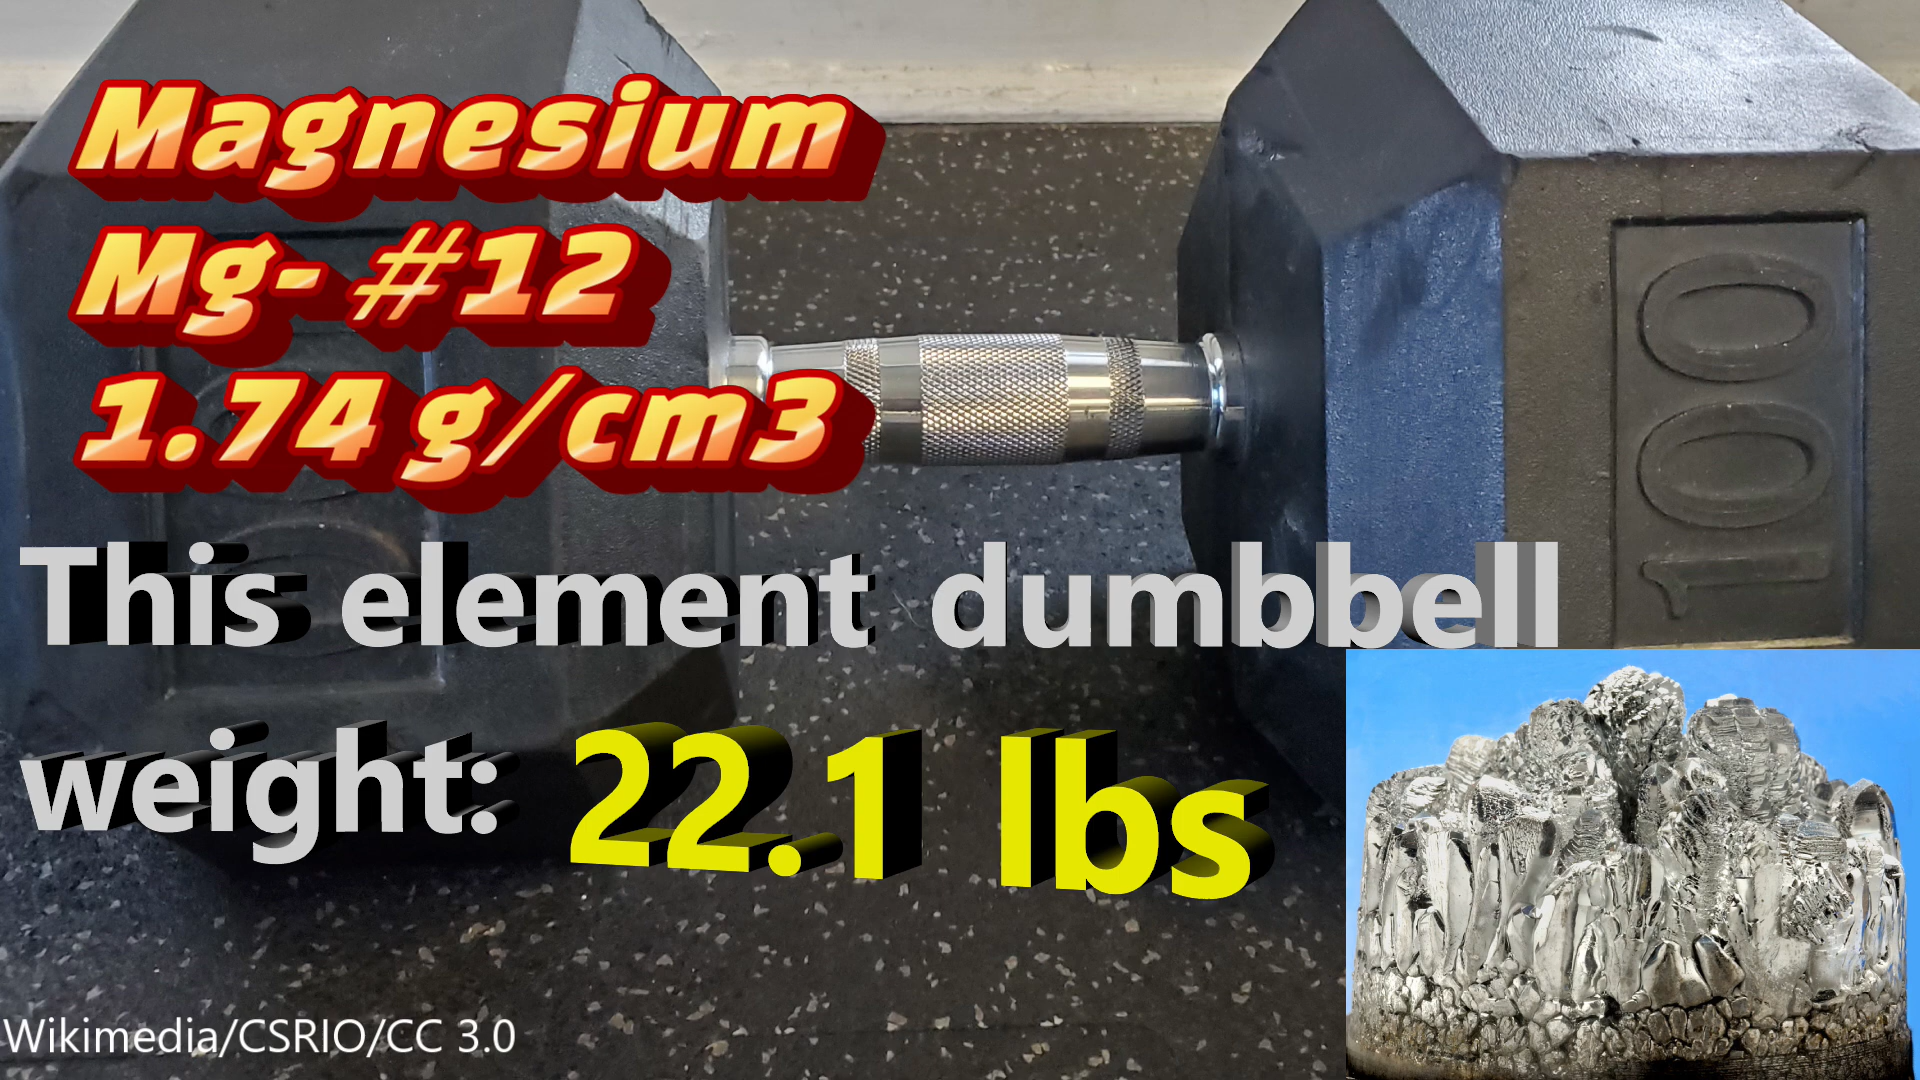 Magnesium
Mg- #12
1.74 g/cm3
100
This element dumbbell
weight: 22.1 lbs
Wikimedia/CSRIO/CC 3.0